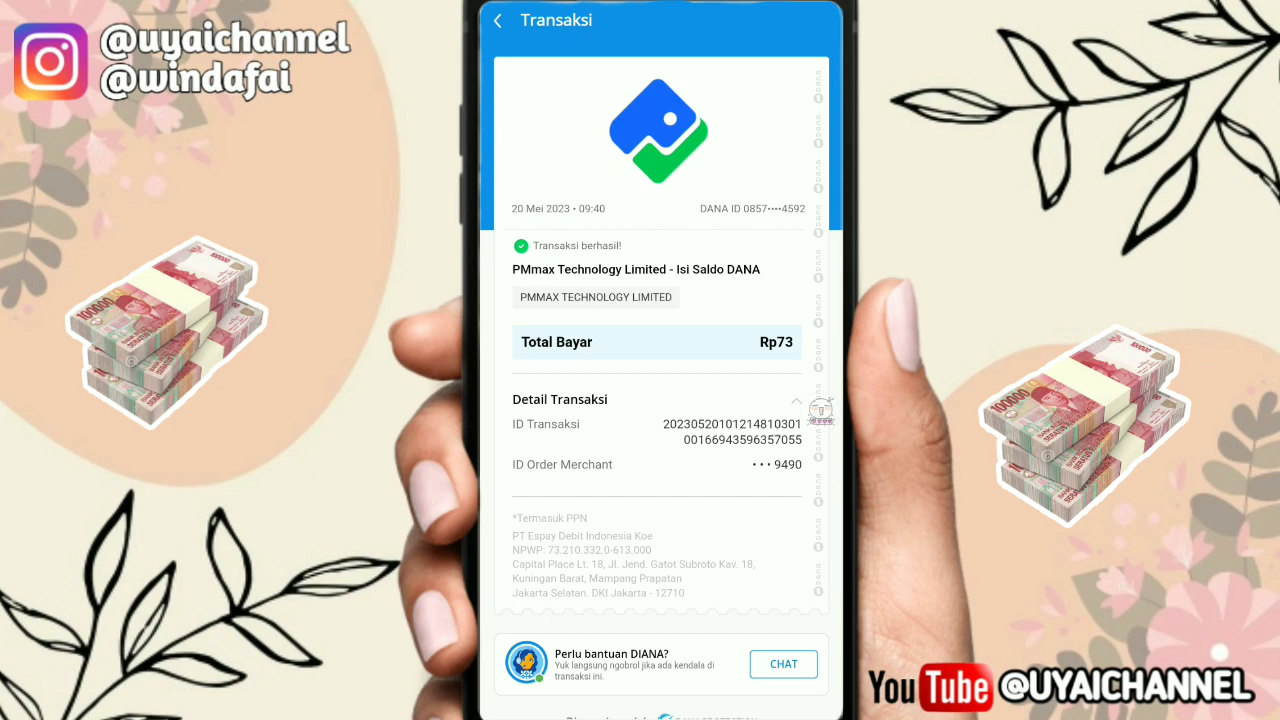 @uyaichannel
@windafai
Transaksi
20 Mei 2023 • 09:40
DANA ID 0857••••4592
Transaksi berhasil!
PMmax Technology Limited - Isi Saldo DANA
PMMAX TECHNOLOGY LIMITED
Total Bayar
Rp73
Detail Transaksi
ID Transaksi
20230520101214810301
00166943596357055
ID Order Merchant
• • • 9490
*Termasuk PPN
PT Espay Debit Indonesia Koe
NPWP: 73.210.332.0-613.000
Capital Place Lt. 18, Jl. Jend. Gatot Subroto Kav. 18,
Kuningan Barat, Mampang Prapatan
Jakarta Selatan. DKI Jakarta - 12710
Perlu bantuan DIANA?
Yuk langsung ngobrol jika ada kendala di
transaksi ini.
CHAT
YouTube @UYAICHANNEL
100000
100000
100000
100000